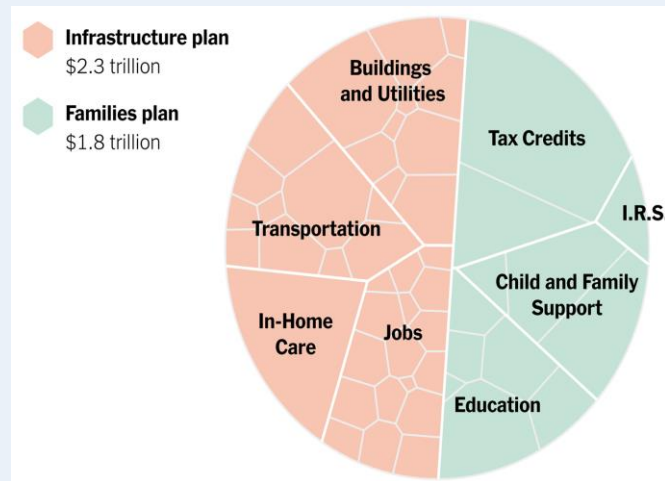 Infrastructure plan
$2.3 trillion
Families plan
$1.8 trillion
Buildings
and Utilities
Tax Credits
I.R.S.
Transportation
Child and Family
Support
In-Home
Care
Jobs
Education